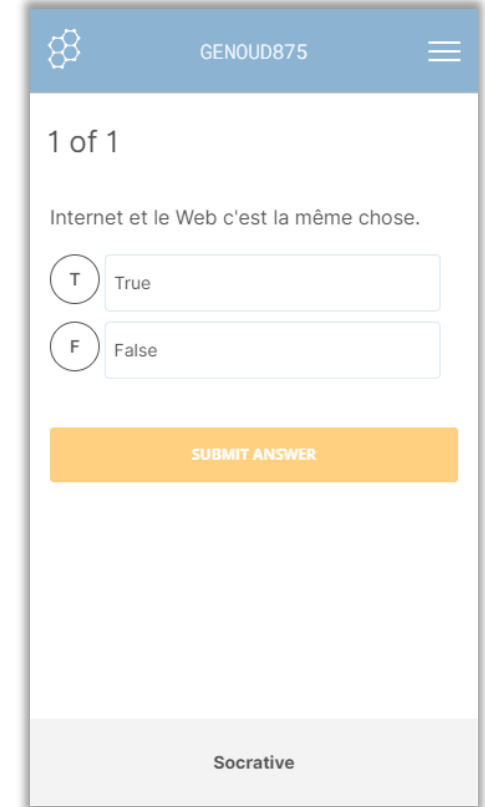 GENOUD875
1 of 1
Internet et le Web c'est la même chose.
T True
F False
SUBMIT ANSWER
Socrative